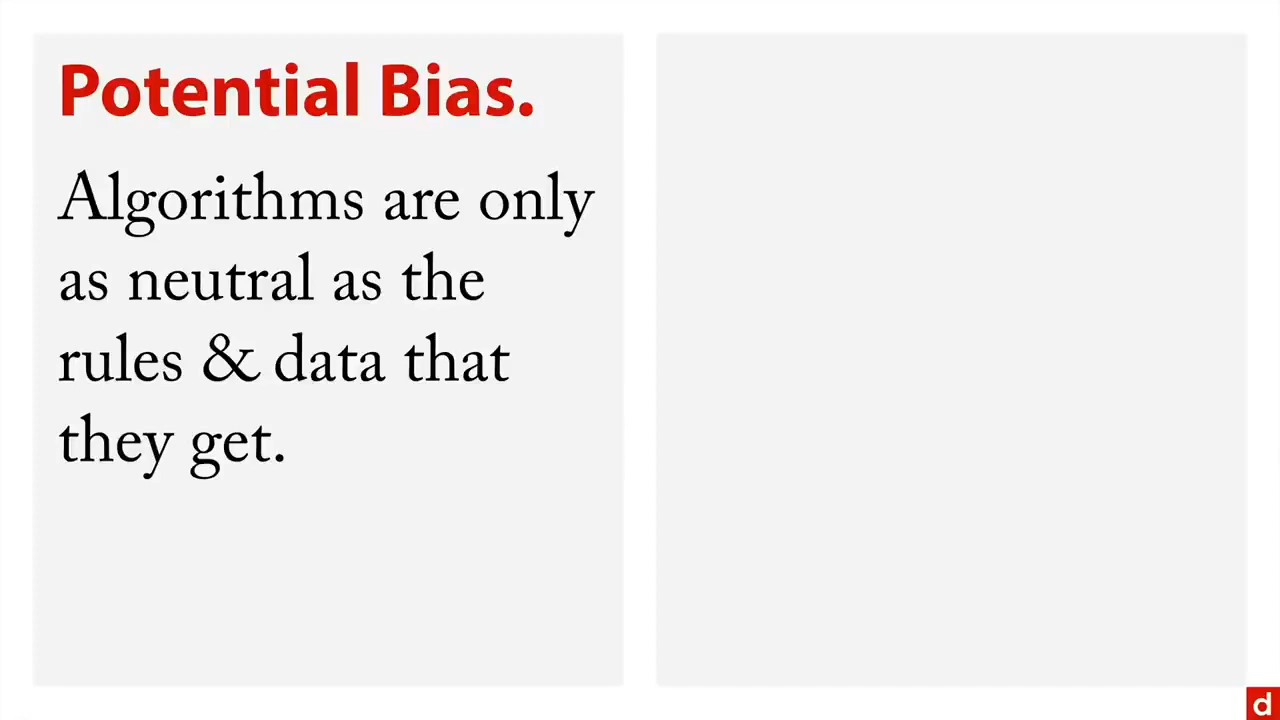 Potential Bias.
Algorithms are only
as neutral as the
rules & data that
they get.
d